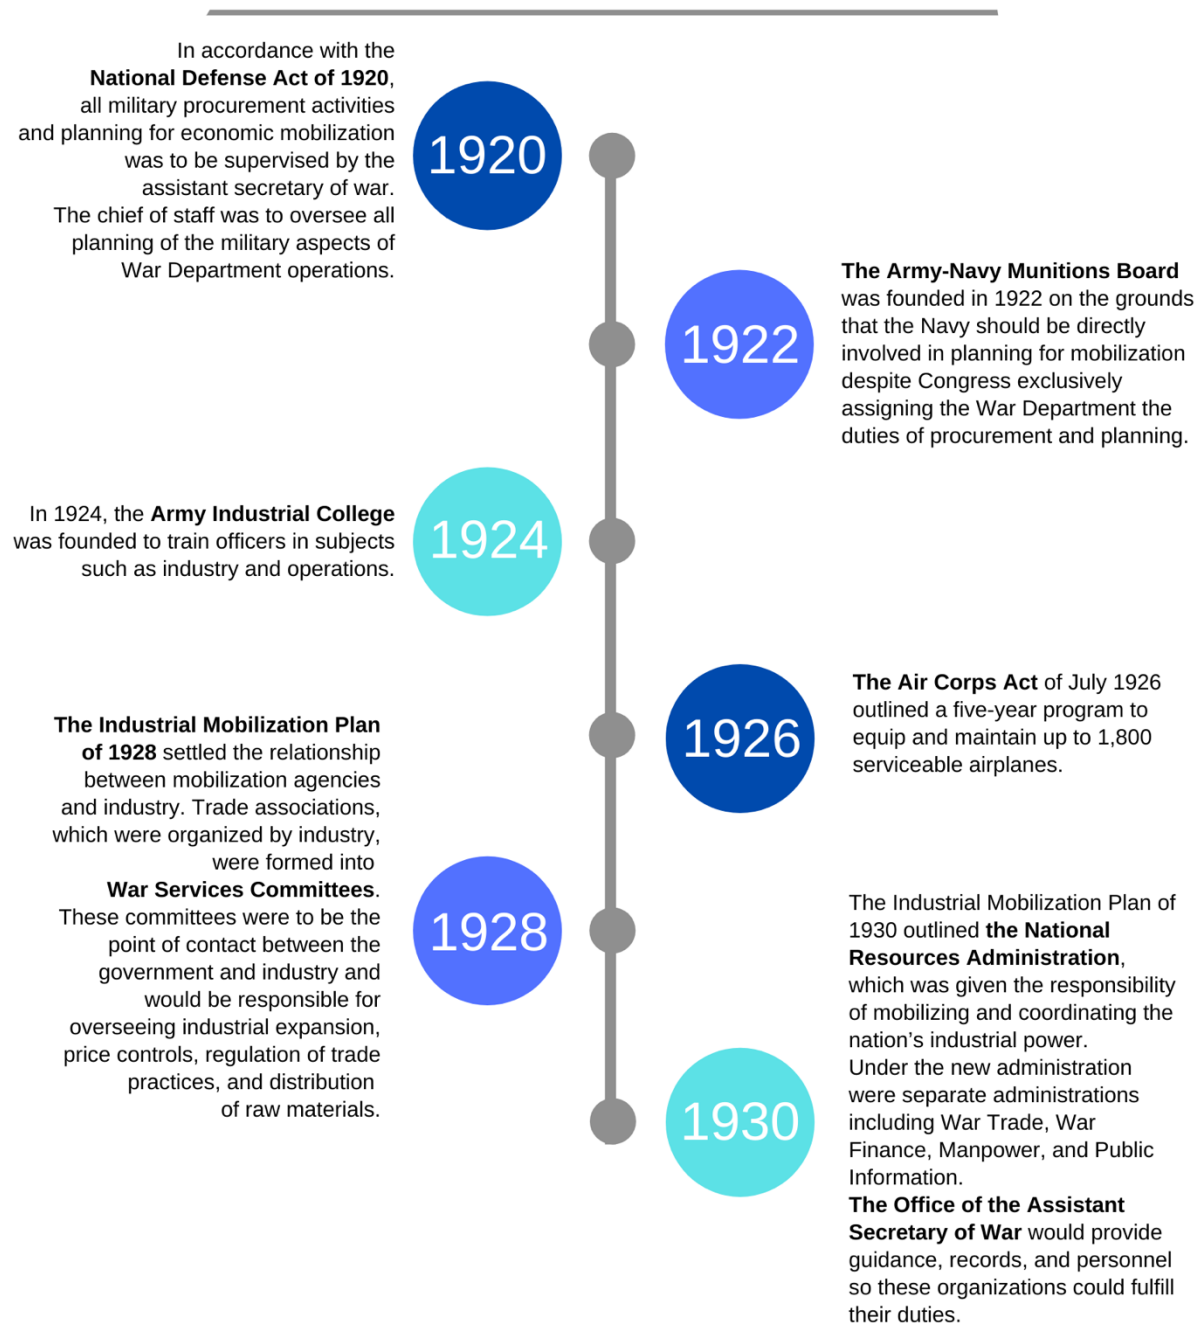 In accordance with the
National Defense Act of 1920,
all military procurement activities
and planning for economic mobilization
was to be supervised by the
assistant secretary of war.
The chief of staff was to oversee all
planning of the military aspects of
War Department operations.
1920
The Army-Navy Munitions Board
was founded in 1922 on the grounds
that the Navy should be directly
involved in planning for mobilization
despite Congress exclusively
assigning the War Department the
duties of procurement and planning.
1922
In 1924, the Army Industrial College
was founded to train officers in subjects
such as industry and operations.
1924
The Air Corps Act of July 1926
outlined a five-year program to
equip and maintain up to 1,800
serviceable airplanes.
1926
The Industrial Mobilization Plan
of 1928 settled the relationship
between mobilization agencies
and industry. Trade associations,
which were organized by industry,
were formed into
War Services Committees.
These committees were to be the
point of contact between the
government and industry and
would be responsible for
overseeing industrial expansion,
price controls, regulation of trade
practices, and distribution
of raw materials.
1928
The Industrial Mobilization Plan of
1930 outlined the National
Resources Administration,
which was given the responsibility
of mobilizing and coordinating the
nation's industrial power.
Under the new administration
were separate administrations
including War Trade, War
Finance, Manpower, and Public
Information.
The Office of the Assistant
Secretary of War would provide
guidance, records, and personnel
so these organizations could fulfill
their duties.
1930